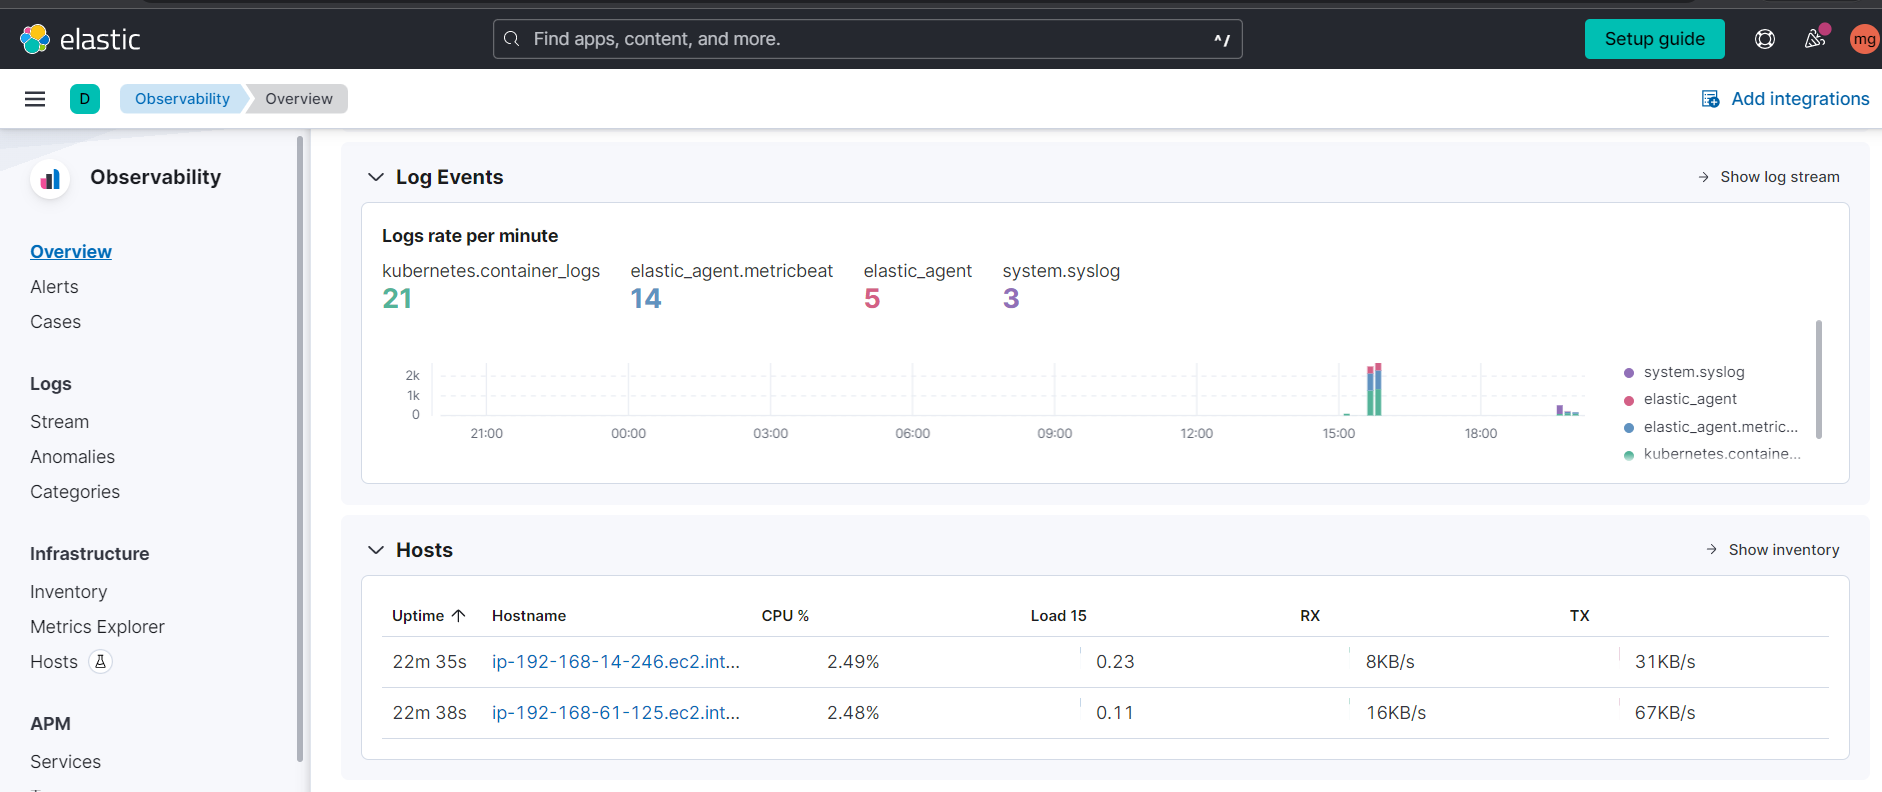 elastic
Find apps, content, and more.
^/
Setup guide
mg
D
Observability
Overview
Add integrations
Observability
Overview
Alerts
Cases
Logs
Stream
Anomalies
Categories
Infrastructure
Inventory
Metrics Explorer
Hosts
APM
Services
Log Events
Show log stream
Logs rate per minute
kubernetes.container_logs elastic_agent.metricbeat elastic_agent system.syslog
21 14 5 3
2k
1k
0
21:00 00:00 03:00 06:00 09:00 12:00 15:00 18:00
system.syslog
elastic_agent
elastic_agent.metric...
kubernetes.containe...
Hosts
Show inventory
Uptime Hostname CPU % Load 15 RX TX
22m 35s ip-192-168-14-246.ec2.int... 2.49% 0.23 8KB/s 31KB/s
22m 38s ip-192-168-61-125.ec2.int... 2.48% 0.11 16KB/s 67KB/s